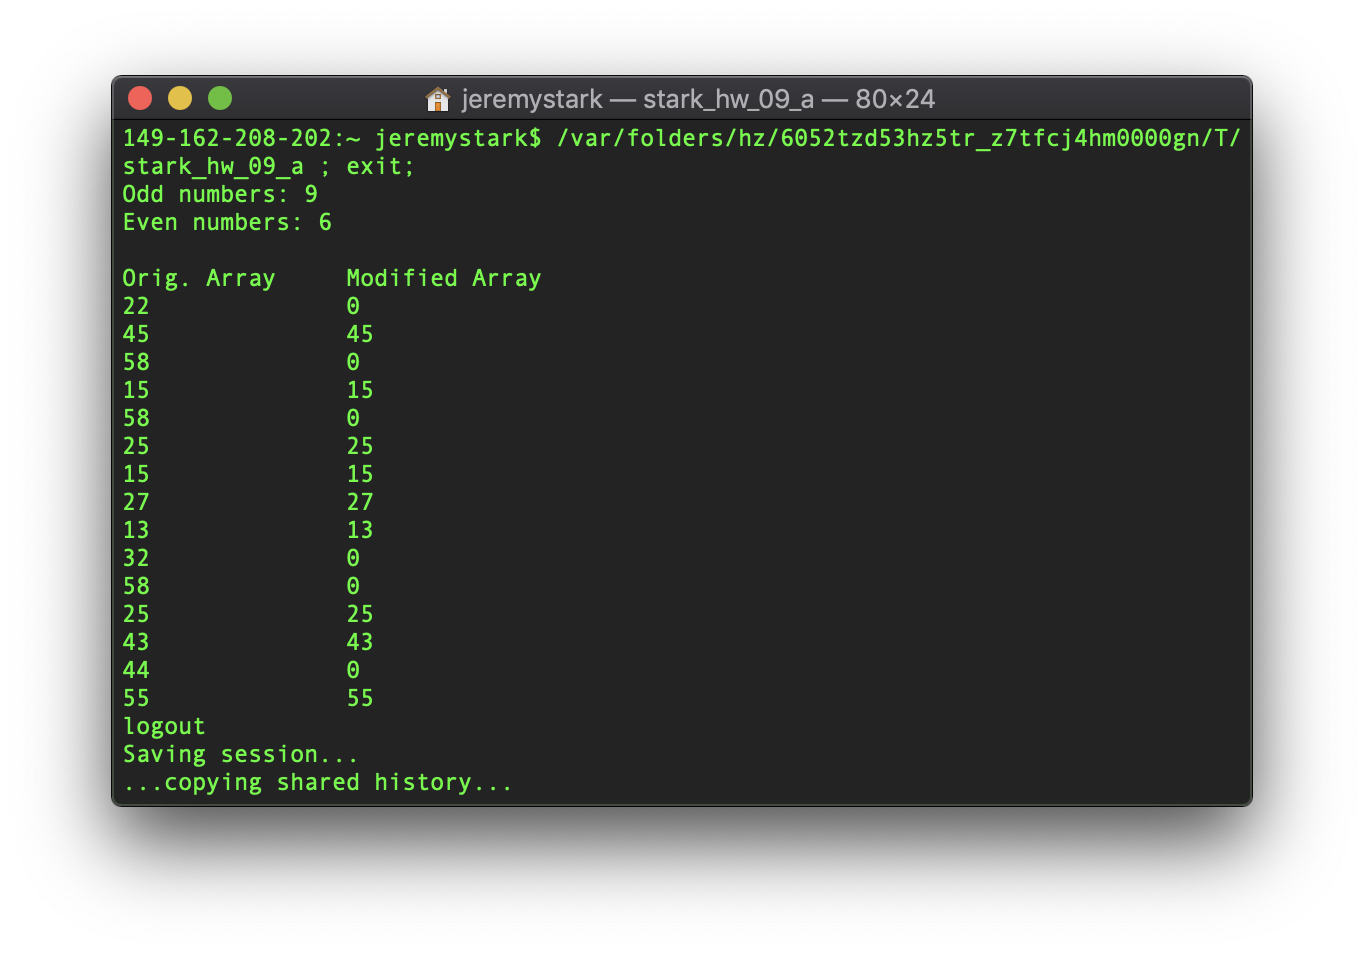 jeremystark — stark_hw_09_a — 80×24
149-162-208-202:~ jeremystark$ /var/folders/hz/6052tzd53hz5tr_z7tfcj4hm0000gn/T/
stark_hw_09_a ; exit;
Odd numbers: 9
Even numbers: 6
Orig. Array     Modified Array
22              0
45              45
58              0
15              15
58              0
25              25
15              15
27              27
13              13
32              0
58              0
25              25
43              43
44              0
55              55
logout
Saving session...
...copying shared history...